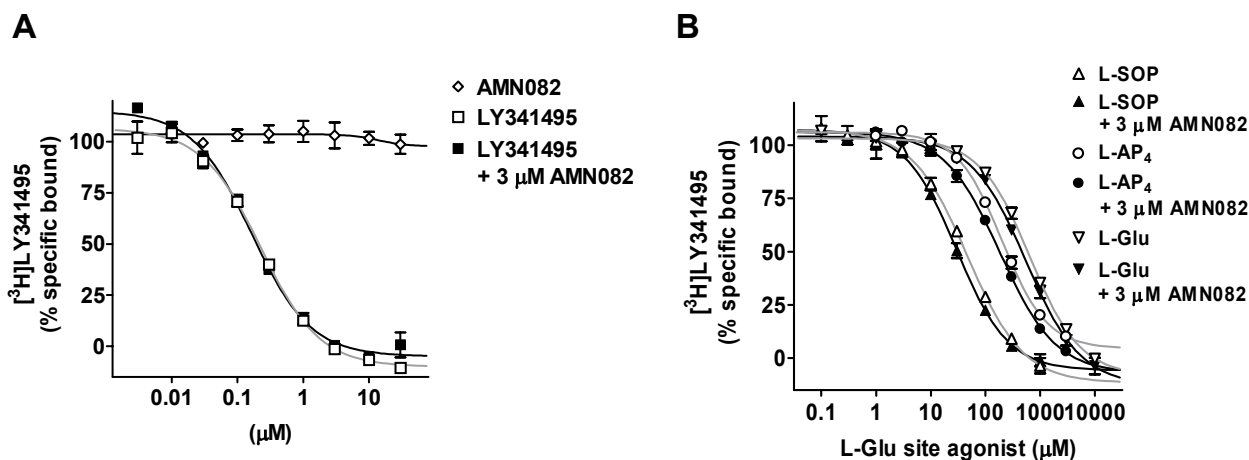 A
[³H]LY341495
(% specific bound)
100
75
50
25
0
0.01 0.1 1 10
(μM)
AMN082
LY341495
LY341495
+ 3 μM AMN082
B
[³H]LY341495
(% specific bound)
100
75
50
25
0
0.1 1 10 100 1000 10000
L-Glu site agonist (μM)
L-SOP
L-SOP
+ 3 μM AMN082
L-AP₄
L-AP₄
+ 3 μM AMN082
L-Glu
L-Glu
+ 3 μM AMN082